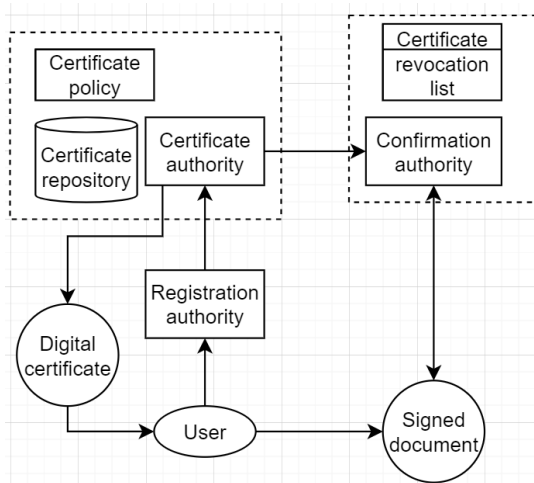 Certificate
policy
Certificate
repository
Certificate
authority
Certificate
revocation
list
Confirmation
authority
Registration
authority
Digital
certificate
User
Signed
document